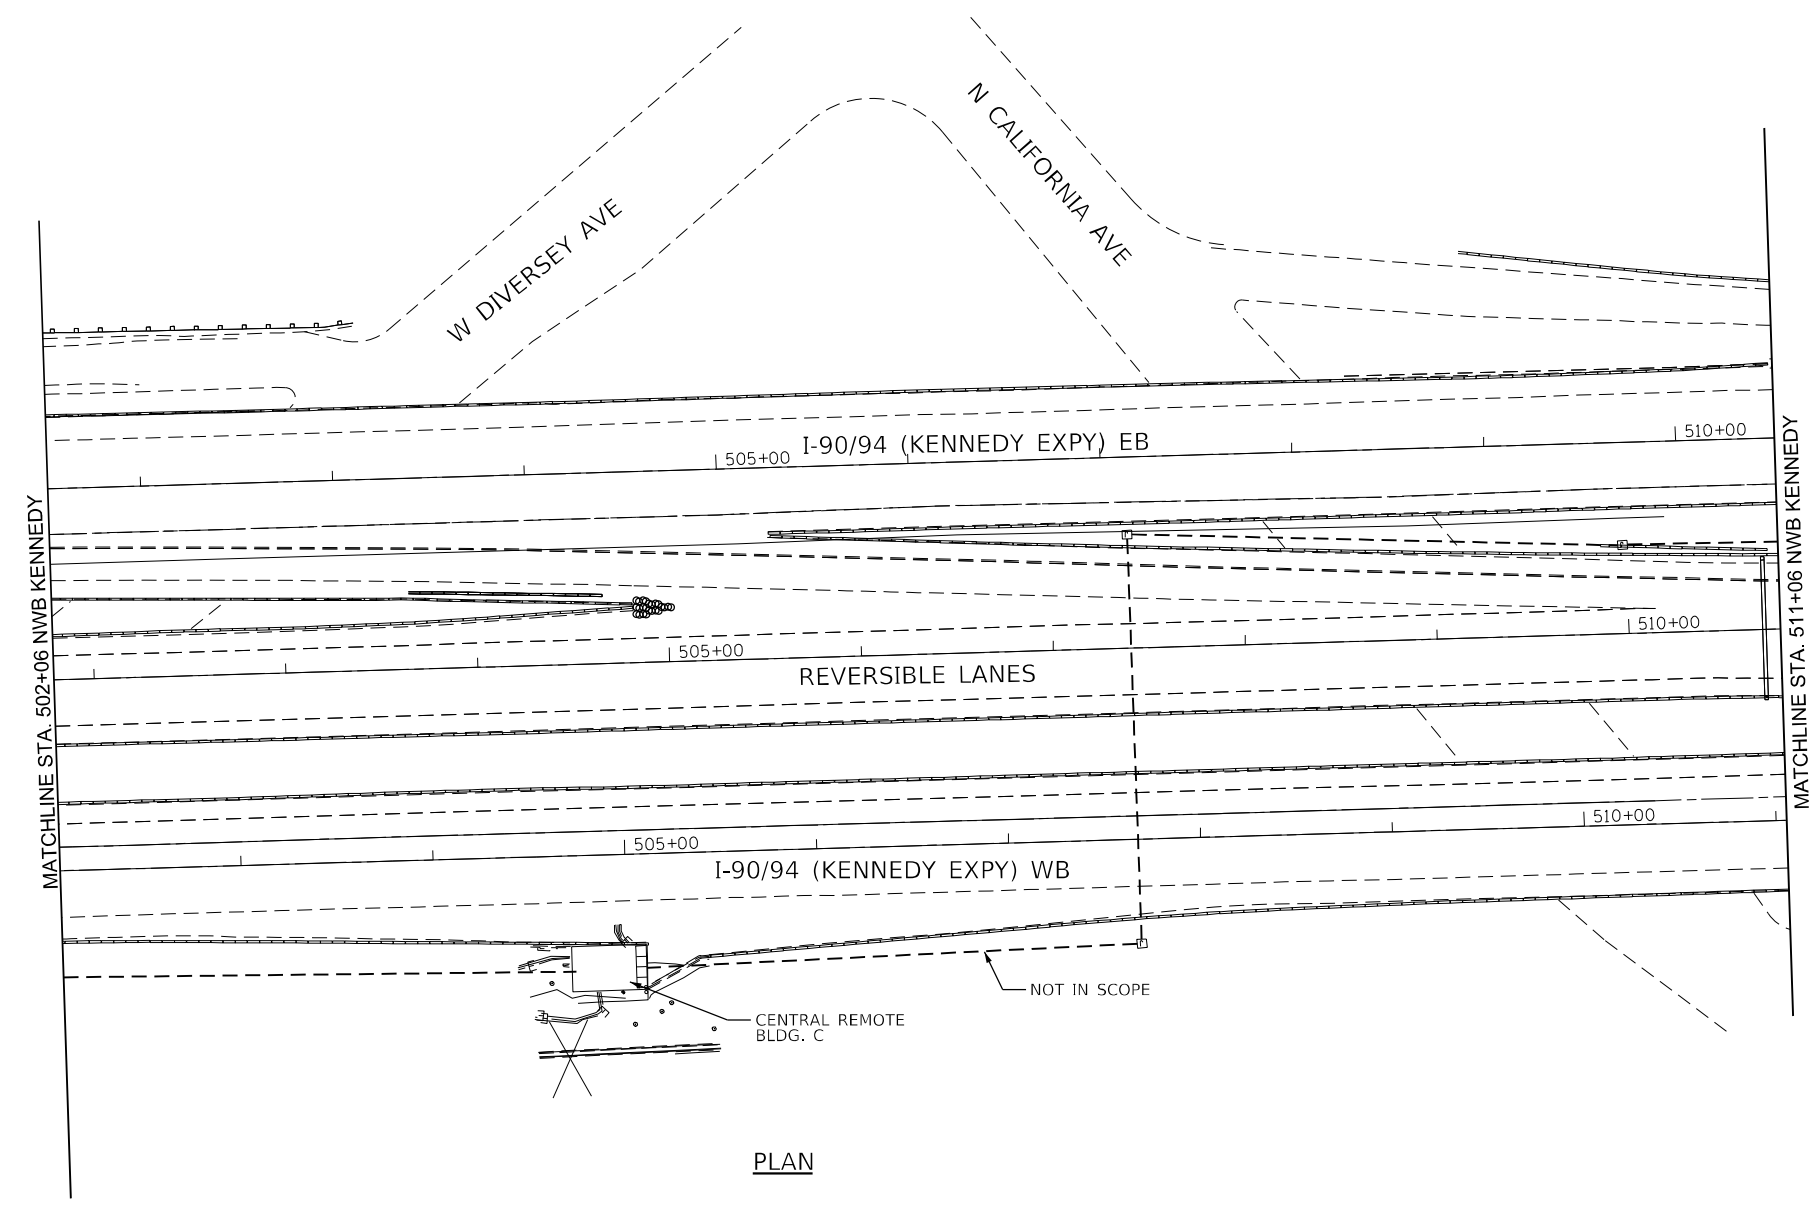 N CALIFORNIA AVE
W DIVERSEY AVE
I-90/94 (KENNEDY EXPY) EB
505+00
510+00
MATCHLINE STA. 502+06 NWB KENNEDY
MATCHLINE STA. 511+06 NWB KENNEDY
505+00
510+00
REVERSIBLE LANES
505+00
510+00
I-90/94 (KENNEDY EXPY) WB
NOT IN SCOPE
CENTRAL REMOTE
BLDG. C
PLAN